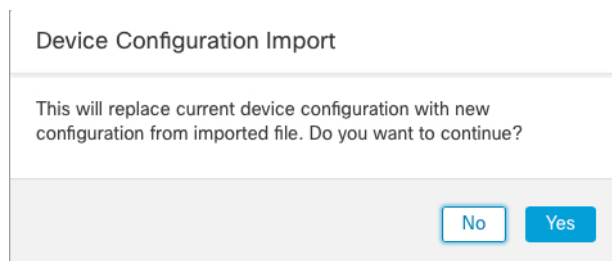 Device Configuration Import
This will replace current device configuration with new
configuration from imported file. Do you want to continue?
No
Yes